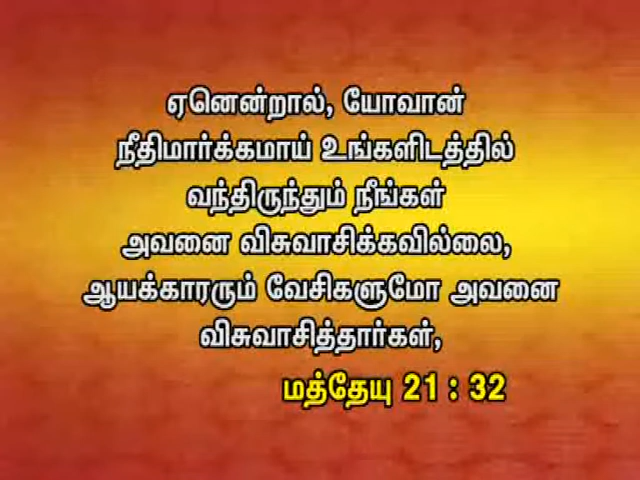 ஏனென்றால், யோவான்
நீதிமார்க்கமாய் உங்களிடத்தில்
வந்திருந்தும் நீங்கள்
அவனை விசுவாசிக்கவில்லை,
ஆயக்காரரும் வேசிகளுமோ அவனை
விசுவாசித்தார்கள்,
மத்தேயு 21 : 32